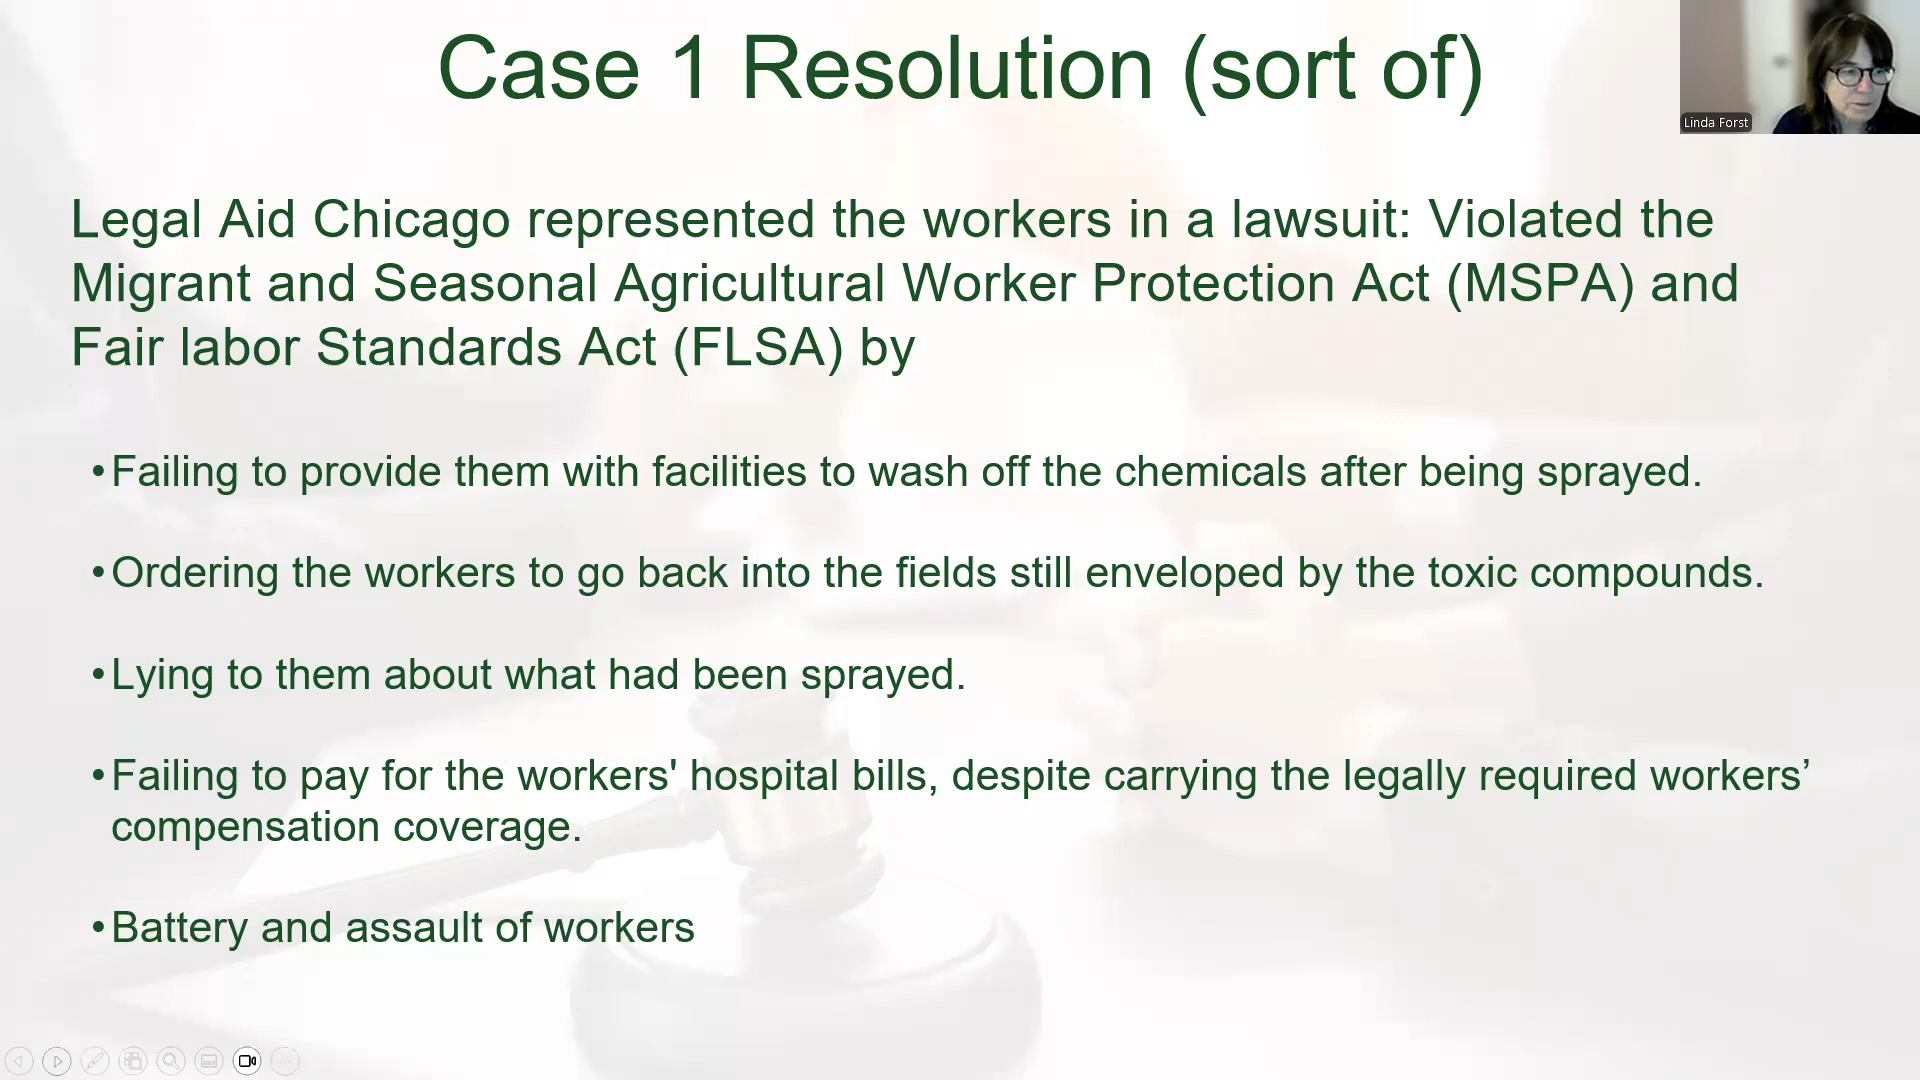 Case 1 Resolution (sort of)
Linda Forst
Legal Aid Chicago represented the workers in a lawsuit: Violated the
Migrant and Seasonal Agricultural Worker Protection Act (MSPA) and
Fair labor Standards Act (FLSA) by
•Failing to provide them with facilities to wash off the chemicals after being sprayed.
•Ordering the workers to go back into the fields still enveloped by the toxic compounds.
•Lying to them about what had been sprayed.
•Failing to pay for the workers' hospital bills, despite carrying the legally required workers’
compensation coverage.
•Battery and assault of workers